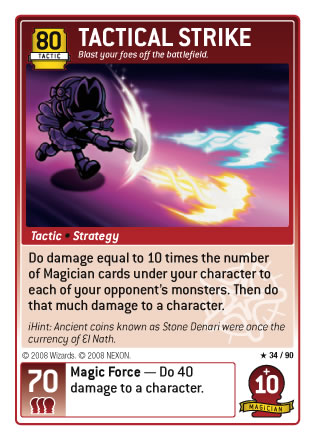 80
TACTIC
TACTICAL STRIKE
Blast your foes off the battlefield.
Tactic • Strategy
Do damage equal to 10 times the number
of Magician cards under your character to
each of your opponent's monsters. Then do
that much damage to a character.
iHint: Ancient coins known as Stone Denari were once the
currency of El Nath.
© 2008 Wizards. © 2008 NEXON.
★ 34 / 90
70
Magic Force — Do 40
damage to a character.
+
10
MAGICIAN